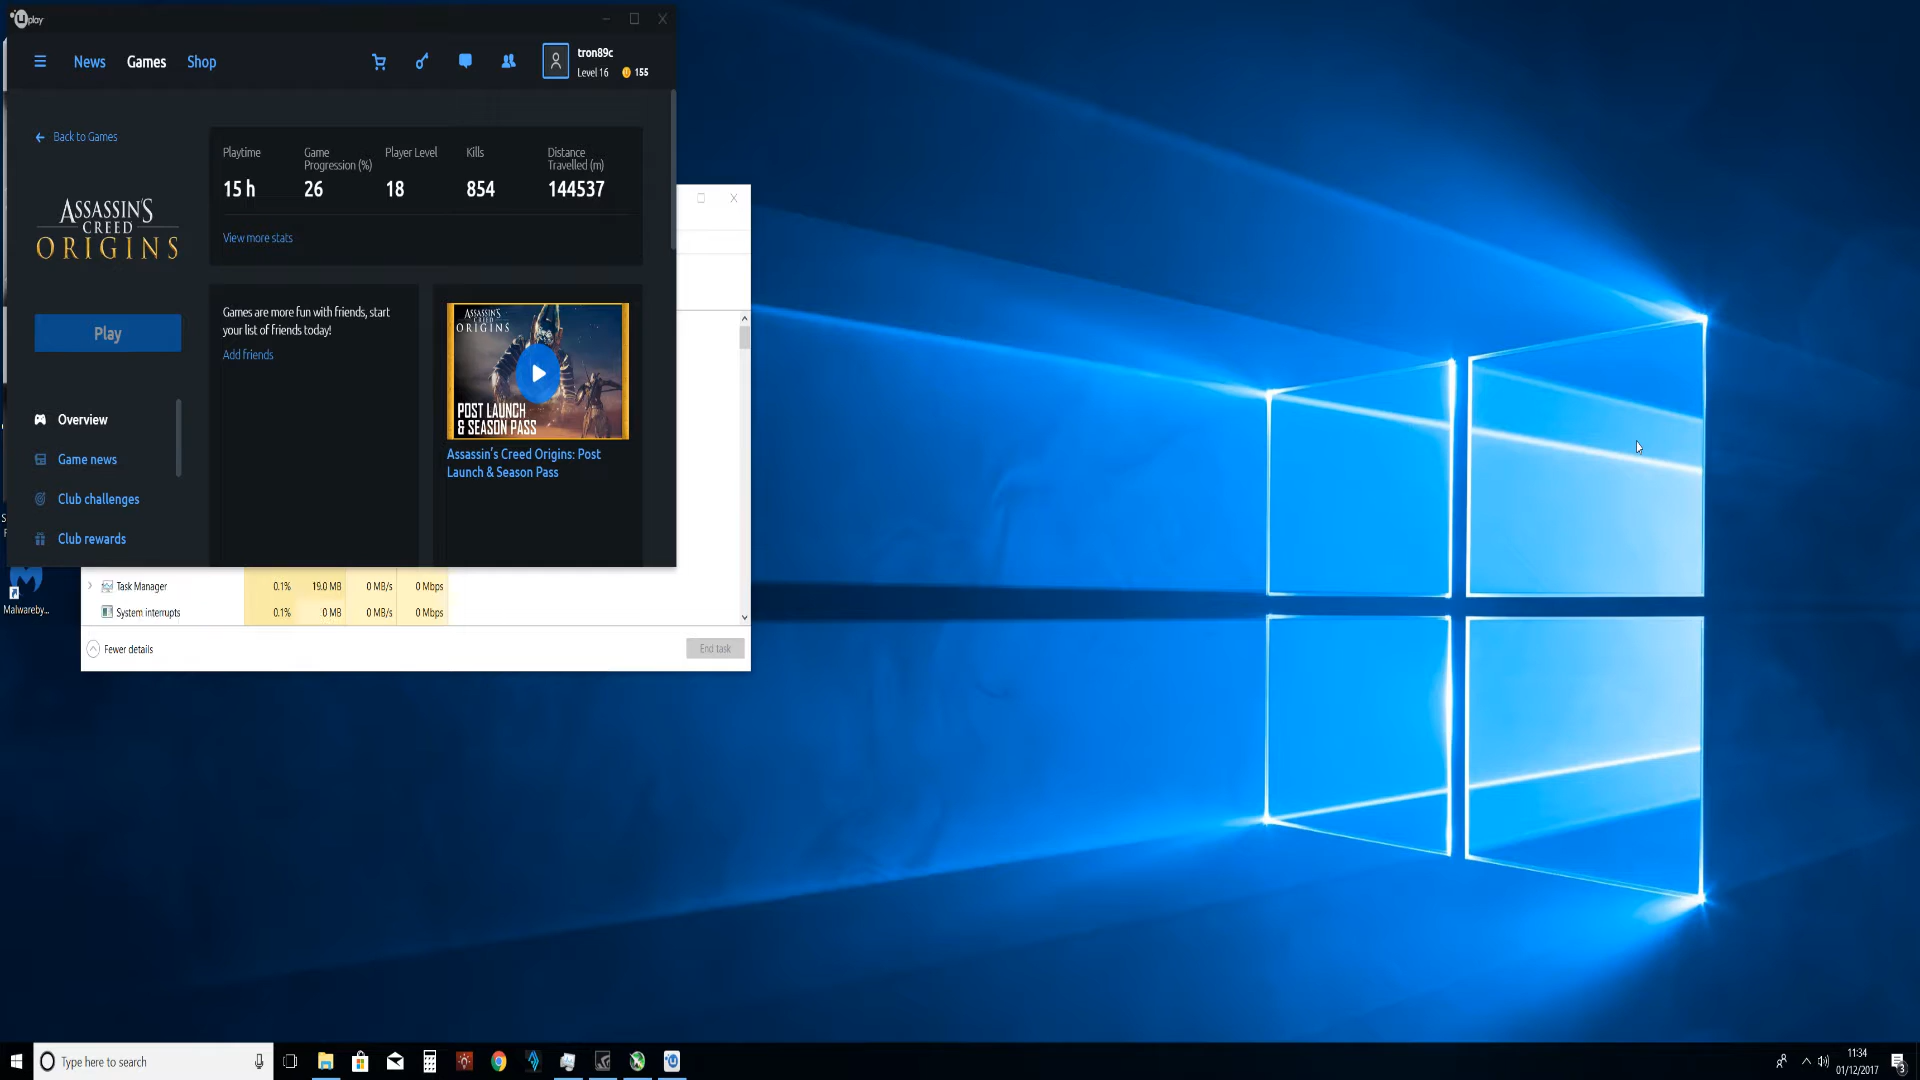 Uplay
News
Games
Shop
tron89c
Level 16
155
Back to Games
ASSASSIN'S
CREED
ORIGINS
Play
Overview
Game news
Club challenges
Club rewards
Playtime
15 h
Game
Progression (%)
26
Player Level
18
Kills
854
Distance
Travelled (m)
144537
View more stats
Games are more fun with friends, start
your list of friends today!
Add friends
ASSASSIN'S
CREED
ORIGINS
POST LAUNCH
& SEASON PASS
Assassin's Creed Origins: Post
Launch & Season Pass
Malwareby...
Task Manager 0.1% 19.0 MB 0 MB/s 0 Mbps
System interrupts 0.1% 0 MB 0 MB/s 0 Mbps
Fewer details
End task
Type here to search
11:34
01/12/2017
3